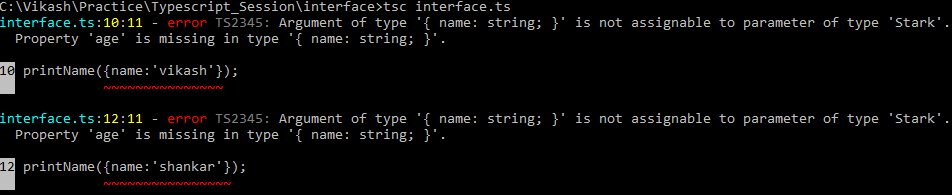 C:\Vikash\Practice\Typescript_Session\interface>tsc interface.ts
interface.ts:10:11 - error TS2345: Argument of type '{ name: string; }' is not assignable to parameter of type 'Stark'.
  Property 'age' is missing in type '{ name: string; }'.
10 printName({name:'vikash'});
~~~~~~~~~~~~~~~
interface.ts:12:11 - error TS2345: Argument of type '{ name: string; }' is not assignable to parameter of type 'Stark'.
  Property 'age' is missing in type '{ name: string; }'.
12 printName({name:'shankar'});
~~~~~~~~~~~~~~~~